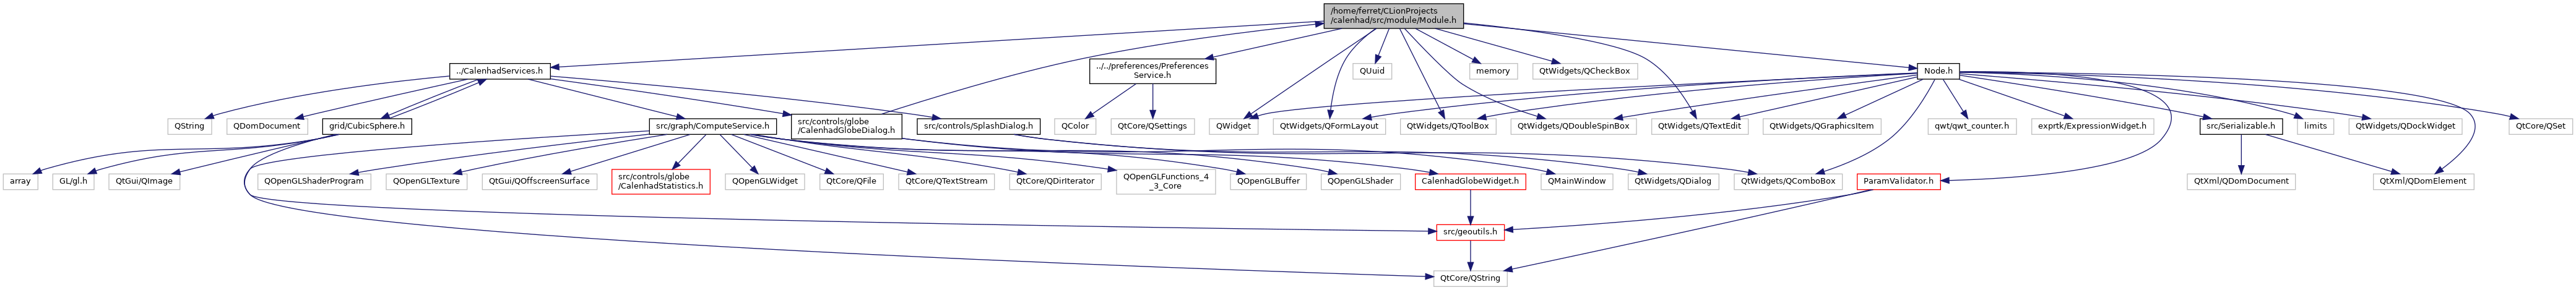 /home/ferret/CLionProjects
/calenhad/src/module/Module.h
../CalenhadServices.h
../../preferences/Preferences
Service.h
QUuid
memory
QtWidgets/QCheckBox
Node.h
QString
QDomDocument
grid/CubicSphere.h
src/graph/ComputeService.h
src/controls/globe
/CalenhadGlobeDialog.h
src/controls/SplashDialog.h
QColor
QtCore/QSettings
QWidget
QtWidgets/QFormLayout
QtWidgets/QToolBox
QtWidgets/QDoubleSpinBox
QtWidgets/QTextEdit
QtWidgets/QGraphicsItem
qwt/qwt_counter.h
exprtk/ExpressionWidget.h
src/Serializable.h
limits
QtWidgets/QDockWidget
QtCore/QSet
array
GL/gl.h
QtGui/QImage
QOpenGLShaderProgram
QOpenGLTexture
QtGui/QOffscreenSurface
src/controls/globe
/CalenhadStatistics.h
QOpenGLWidget
QtCore/QFile
QtCore/QTextStream
QtCore/QDirIterator
QOpenGLFunctions_4
_3_Core
QOpenGLBuffer
QOpenGLShader
CalenhadGlobeWidget.h
QMainWindow
QtWidgets/QDialog
QtWidgets/QComboBox
ParamValidator.h
QtXml/QDomDocument
QtXml/QDomElement
src/geoutils.h
QtCore/QString